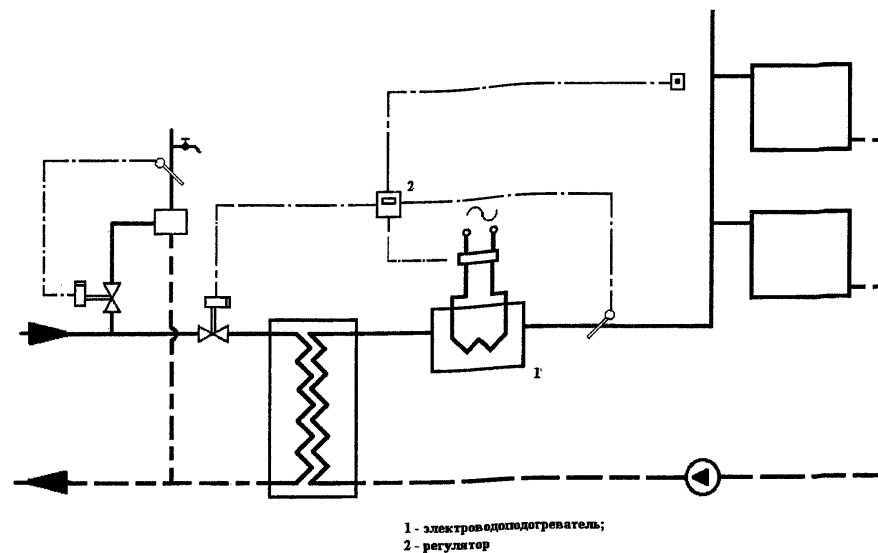 2
1
1 - электроводоподогреватель;
2 - регулятор